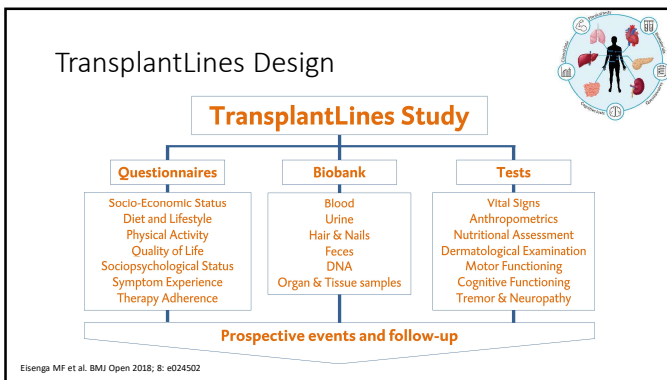 TransplantLines Design
TransplantLines Study
Questionnaires
Socio-Economic Status
Diet and Lifestyle
Physical Activity
Quality of Life
Sociopsychological Status
Symptom Experience
Therapy Adherence
Biobank
Blood
Urine
Hair & Nails
Feces
DNA
Organ & Tissue samples
Tests
Vital Signs
Anthropometrics
Nutritional Assessment
Dermatological Examination
Motor Functioning
Cognitive Functioning
Tremor & Neuropathy
Prospective events and follow-up
Eisenga MF et al. BMJ Open 2018; 8: e024502